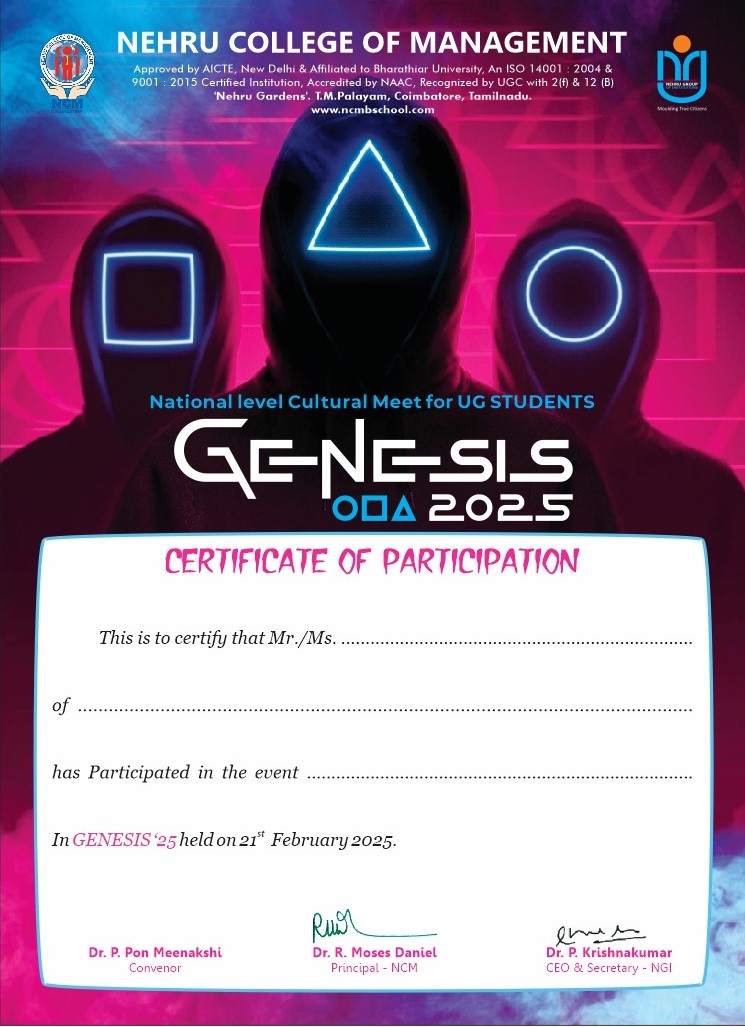 NEHRU COLLEGE OF MANAGEMENT
Approved by AICTE, New Delhi & Affiliated to Bharathiar University, An ISO 14001 : 2004 &
9001 : 2015 Certified Institution, Accredited by NAAC, Recognized by UGC with 2(f) & 12 (B)
'Nehru Gardens'. T.M.Palayam, Coimbatore, Tamilnadu.
www.ncmbschool.com
NCM
NEHRU GROUP
Moulding True Citizens
National level Cultural Meet for UG STUDENTS
GENESIS
2025
CERTIFICATE OF PARTICIPATION
This is to certify that Mr./Ms. ................................................................................
of ................................................................................................................................
has Participated in the event ................................................................................
In GENESIS ‘25 held on 21st February 2025.
Dr. P. Pon Meenakshi
Convenor
Dr. R. Moses Daniel
Principal - NCM
Dr. P. Krishnakumar
CEO & Secretary - NGI